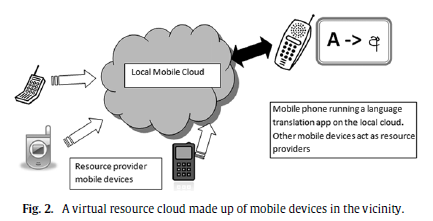 Local Mobile Cloud
A -> අ
Mobile phone running a language
translation app on the local cloud.
Other mobile devices act as resource
providers
Resource provider
mobile devices
Fig. 2. A virtual resource cloud made up of mobile devices in the vicinity.